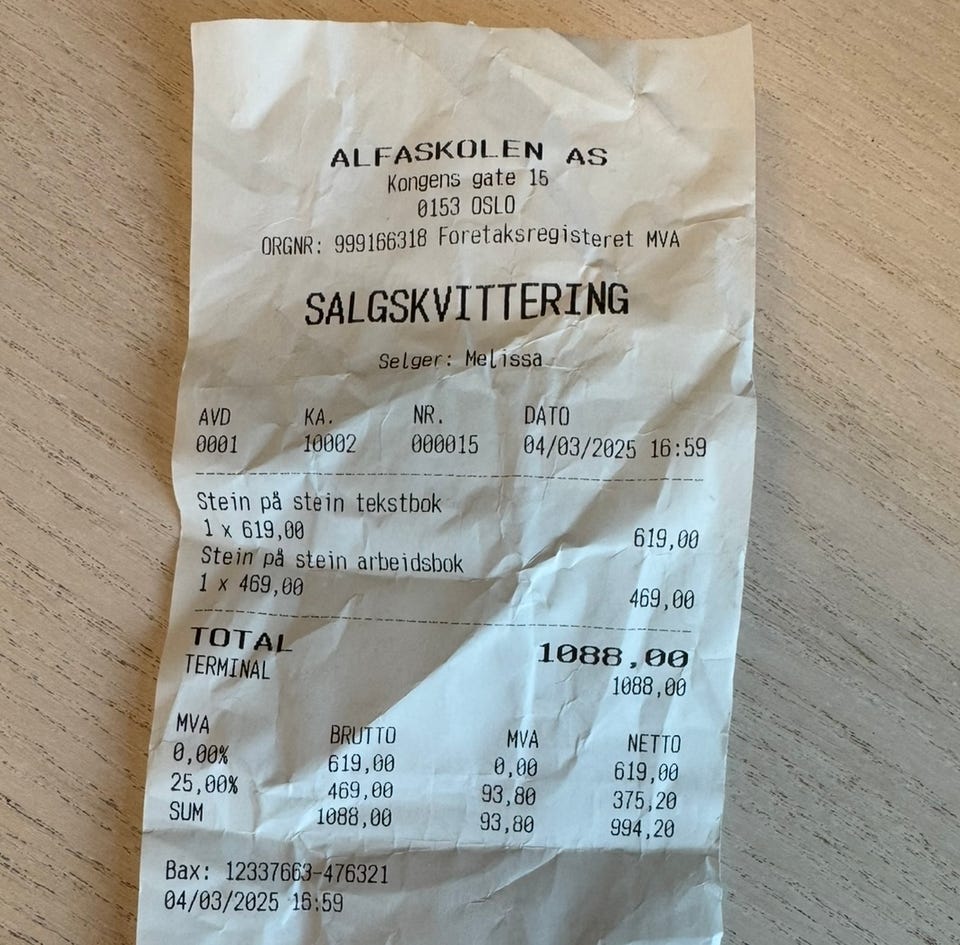 ALFASKOLEN AS
Kongens gate 15
0153 OSLO
ORGNR: 999166318 Foretaksregisteret MVA
SALGSKVITTERING
Selger: Melissa
AVD KA. NR. DATO
0001 10002 000015 04/03/2025 16:59
Stein på stein tekstbok
1 x 619,00 619,00
Stein på stein arbeidsbok
1 x 469,00 469,00
TOTAL 1088,00
TERMINAL 1088,00
MVA BRUTTO MVA NETTO
0,00% 619,00 0,00 619,00
25,00% 469,00 93,80 375,20
SUM 1088,00 93,80 994,20
Bax: 12337663-476321
04/03/2025 16:59